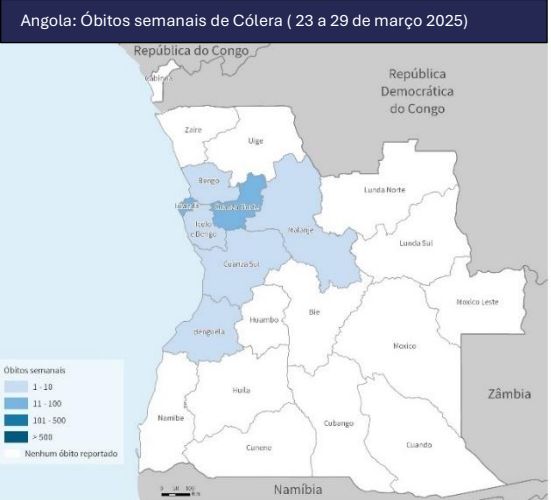 Angola: Óbitos semanais de Cólera ( 23 a 29 de março 2025)
República do Congo
Cabinda
República
Democrática
do Congo
Zaire
Uíge
Bengo
Lunda Norte
Luanda
Cuanza Norte
Icolo
e Bengo
Malanje
Lunda Sul
Cuanza Sul
Moxico Leste
Benguela
Huambo
Bie
Moxico
Óbitos semanais
1 - 10
11 - 100
101 - 500
> 500
Nenhum óbito reportado
Huíla
Zâmbia
Namibe
Cubango
Cunene
Cuando
Namíbia